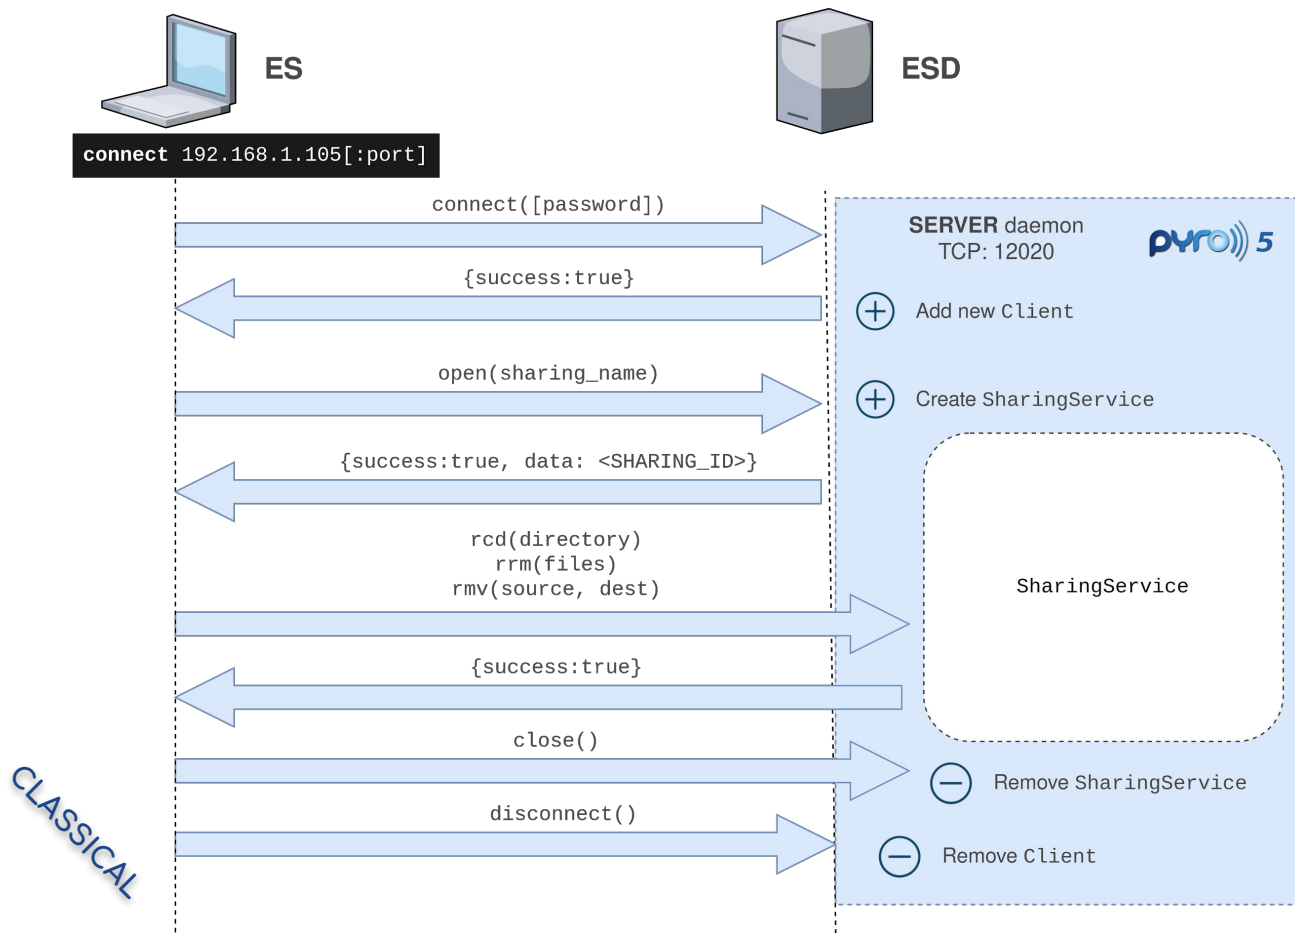 ES
ESD
connect 192.168.1.105[:port]
connect([password])
SERVER daemon
TCP: 12020
pyro 5
{success:true}
Add new Client
open(sharing_name)
Create SharingService
{success:true, data: <SHARING_ID>}
rcd(directory)
rrm(files)
rmv(source, dest)
SharingService
{success:true}
close()
Remove SharingService
disconnect()
Remove Client
CLASSICAL